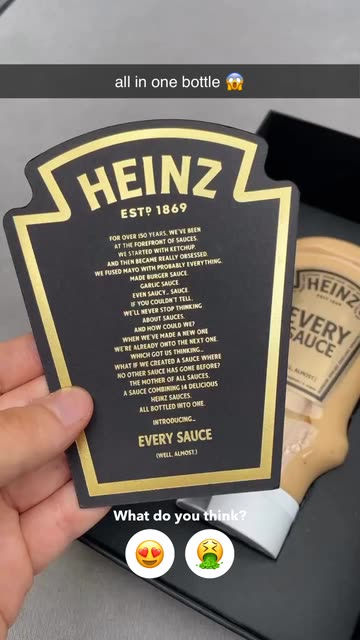 all in one bottle 😱
HEINZ
ESTD 1869
FOR OVER 150 YEARS, WE'VE BEEN
AT THE FOREFRONT OF SAUCES.
WE STARTED WITH KETCHUP.
AND THEN BECAME REALLY OBSESSED.
WE FUSED MAYO WITH PROBABLY EVERYTHING.
MADE BURGER SAUCE.
GARLIC SAUCE.
EVEN SAUCY... SAUCE.
IF YOU COULDN'T TELL.
WE'LL NEVER STOP THINKING
ABOUT SAUCES.
AND HOW COULD WE?
WHEN WE'VE MADE A NEW ONE
WE'RE ALREADY ONTO THE NEXT ONE.
WHICH GOT US THINKING...
WHAT IF WE CREATED A SAUCE WHERE
NO OTHER SAUCE HAS GONE BEFORE?
THE MOTHER OF ALL SAUCES.
A SAUCE COMBINING 14 DELICIOUS
HEINZ SAUCES.
ALL BOTTLED INTO ONE.
INTRODUCING...
EVERY SAUCE
(WELL, ALMOST.)
HEINZ
ESTD 1869
EVERY
SAUCE
(WELL, ALMOST.)
What do you think?
😍 🤮